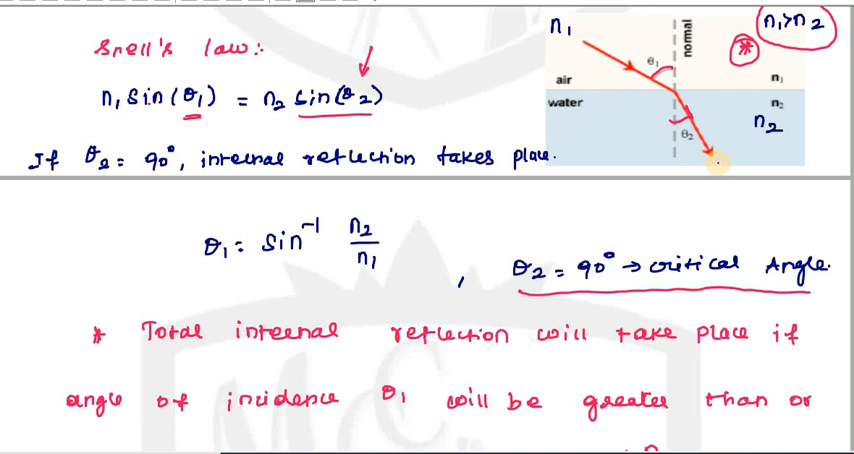 Snell's law:
n1 sin(θ1) = n2 sin(θ2)
If θ2 = 90°, internal reflection takes place.
n1
normal
n1>n2
*
θ1
air
n1
water
n2
n2
θ2
θ1 = sin⁻¹ n2/n1 , θ2 = 90° → critical Angle.
* Total internal reflection will take place if
angle of incidence θ1 will be greater than or